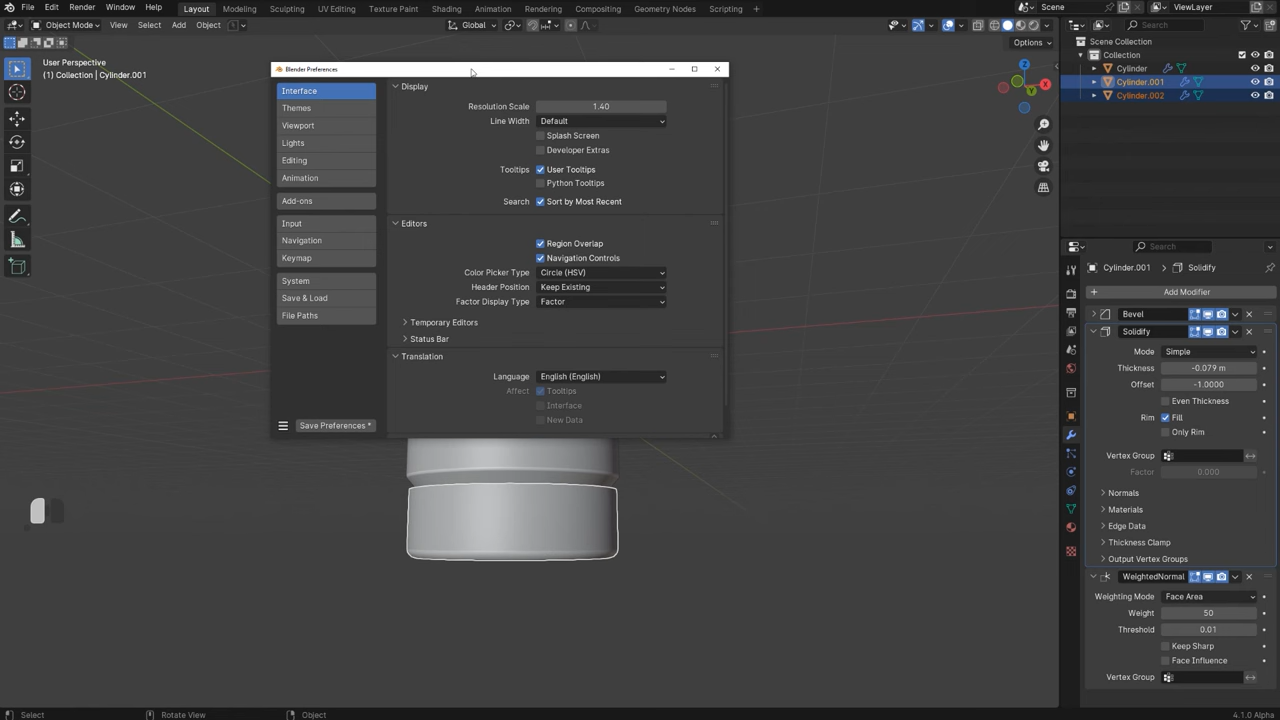 File Edit Render Window Help Layout Modeling Sculpting UV Editing Texture Paint Shading Animation Rendering Compositing Geometry Nodes Scripting + Scene ViewLayer
Object Mode View Select Add Object Global Search
Options
User Perspective
(1) Collection | Cylinder.001
Scene Collection
Collection
Cylinder
Cylinder.001
Cylinder.002
X
Y
Z
Blender Preferences
Interface
Themes
Viewport
Lights
Editing
Animation
Add-ons
Input
Navigation
Keymap
System
Save & Load
File Paths
Save Preferences *
Display
Resolution Scale 1.40
Line Width Default
Splash Screen
Developer Extras
Tooltips User Tooltips
Python Tooltips
Search Sort by Most Recent
Editors
Region Overlap
Navigation Controls
Color Picker Type Circle (HSV)
Header Position Keep Existing
Factor Display Type Factor
Temporary Editors
Status Bar
Translation
Language English (English)
Affect Tooltips
Interface
New Data
Search
Cylinder.001 > Solidify
+ Add Modifier
Bevel
Solidify
Mode Simple
Thickness -0.079 m
Offset -1.0000
Even Thickness
Rim Fill
Only Rim
Vertex Group
Factor 0.000
Normals
Materials
Edge Data
Thickness Clamp
Output Vertex Groups
WeightedNormal
Weighting Mode Face Area
Weight 50
Threshold 0.01
Keep Sharp
Face Influence
Vertex Group
Select Rotate View Object 4.1.0 Alpha